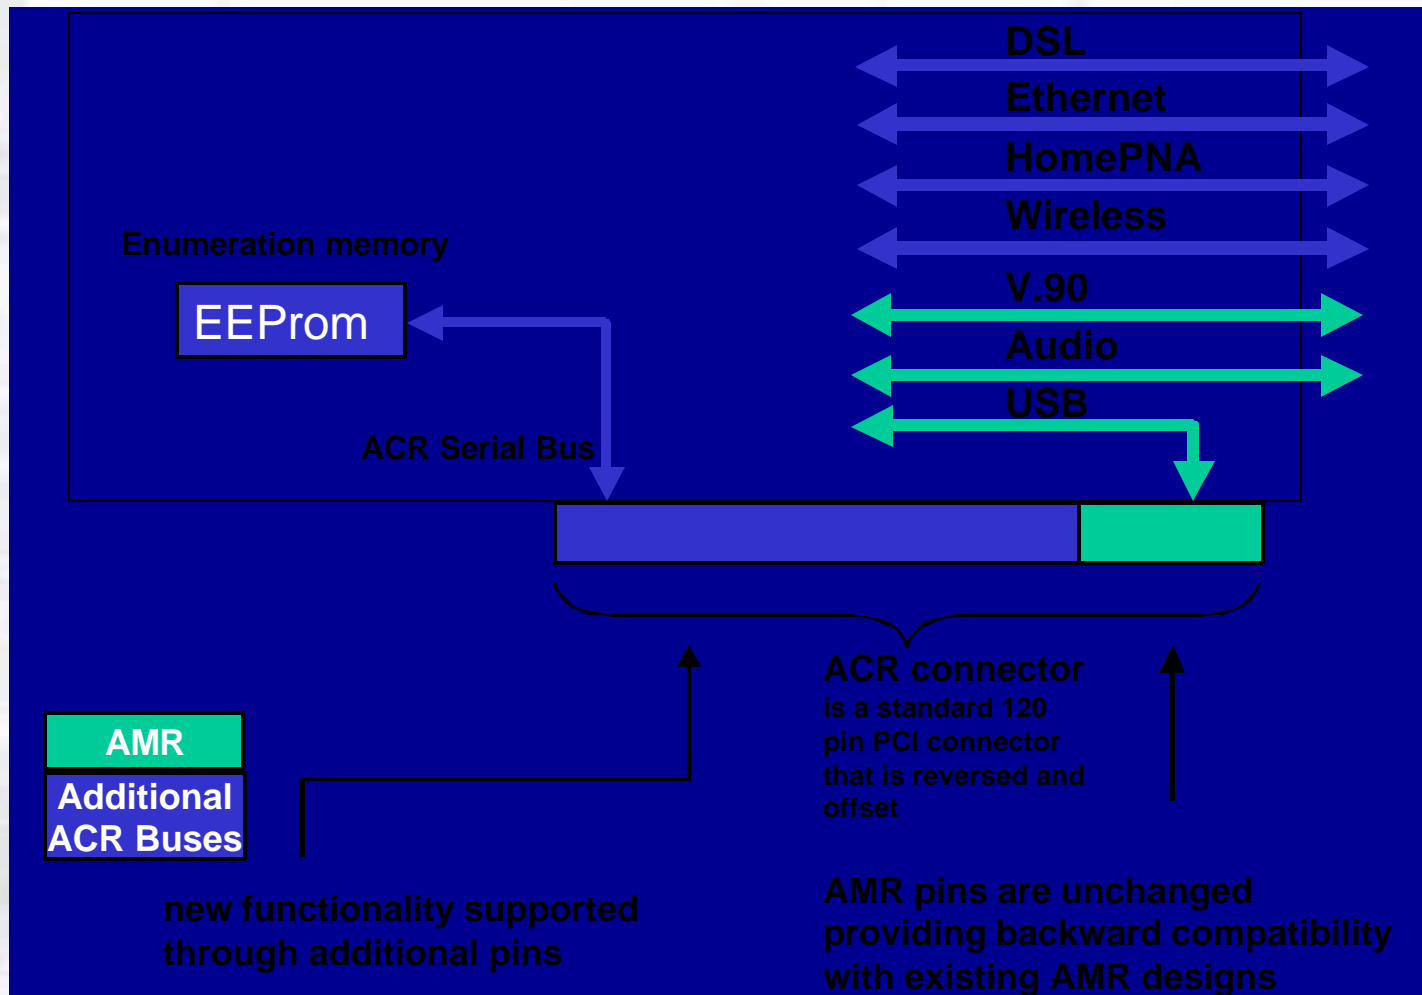 DSL
Ethernet
HomePNA
Wireless
Enumeration memory
V.90
EEProm
Audio
USB
ACR Serial Bus
ACR connector
is a standard 120
pin PCI connector
that is reversed and
offset
AMR
Additional
ACR Buses
new functionality supported
through additional pins
AMR pins are unchanged
providing backward compatibility
with existing AMR designs